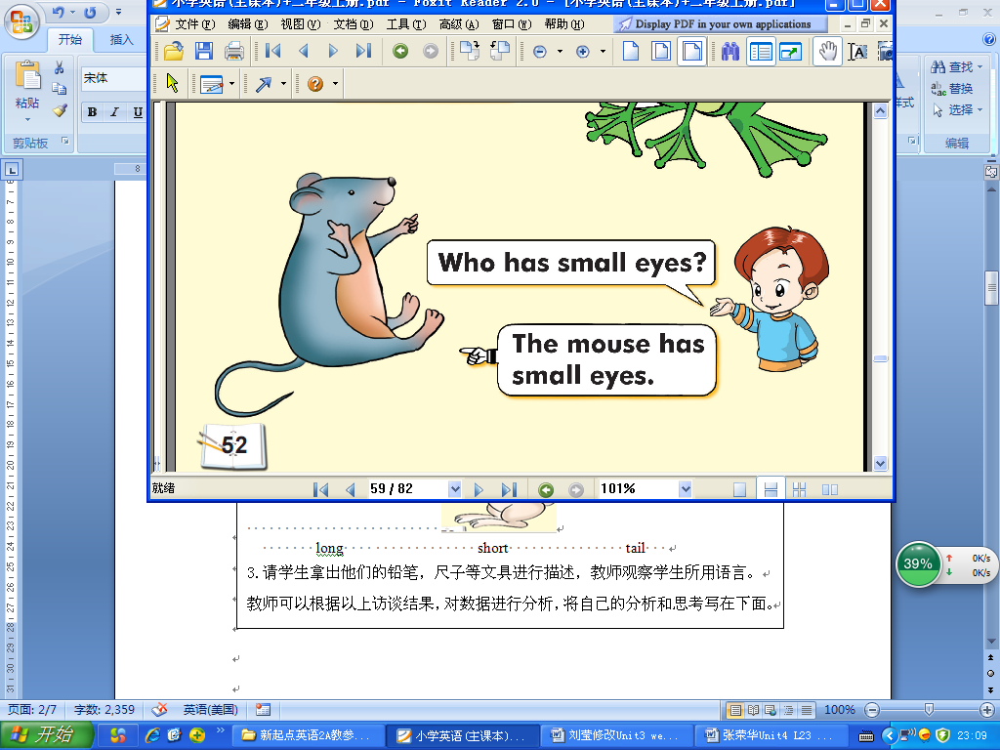 小学英语(主课本)+二年级上册.pdf - Foxit Reader 2.0 - [小学英语(主课本)+二年级上册.pdf]
文件(F) 编辑(E) 视图(V) 文档(D) 工具(T) 高级(A) 窗口(W) 帮助(H)
Display PDF in your own applications
开始 插入
粘贴
宋体
B I U
剪贴板
查找
替换
选择
样式
编辑
8
Who has small eyes?
The mouse has
small eyes.
52
就绪
59 / 82
101%
long short tail
3.请学生拿出他们的铅笔，尺子等文具进行描述，教师观察学生所用语言。
教师可以根据以上访谈结果,对数据进行分析,将自己的分析和思考写在下面。
39%
0K/s
0K/s
页面: 2/7 字数: 2,359 英语(美国)
100%
开始
新起点英语2A教参...
小学英语(主课本)...
刘莹修改Unit3 we...
张荣华Unit4 L23 ...
23:09